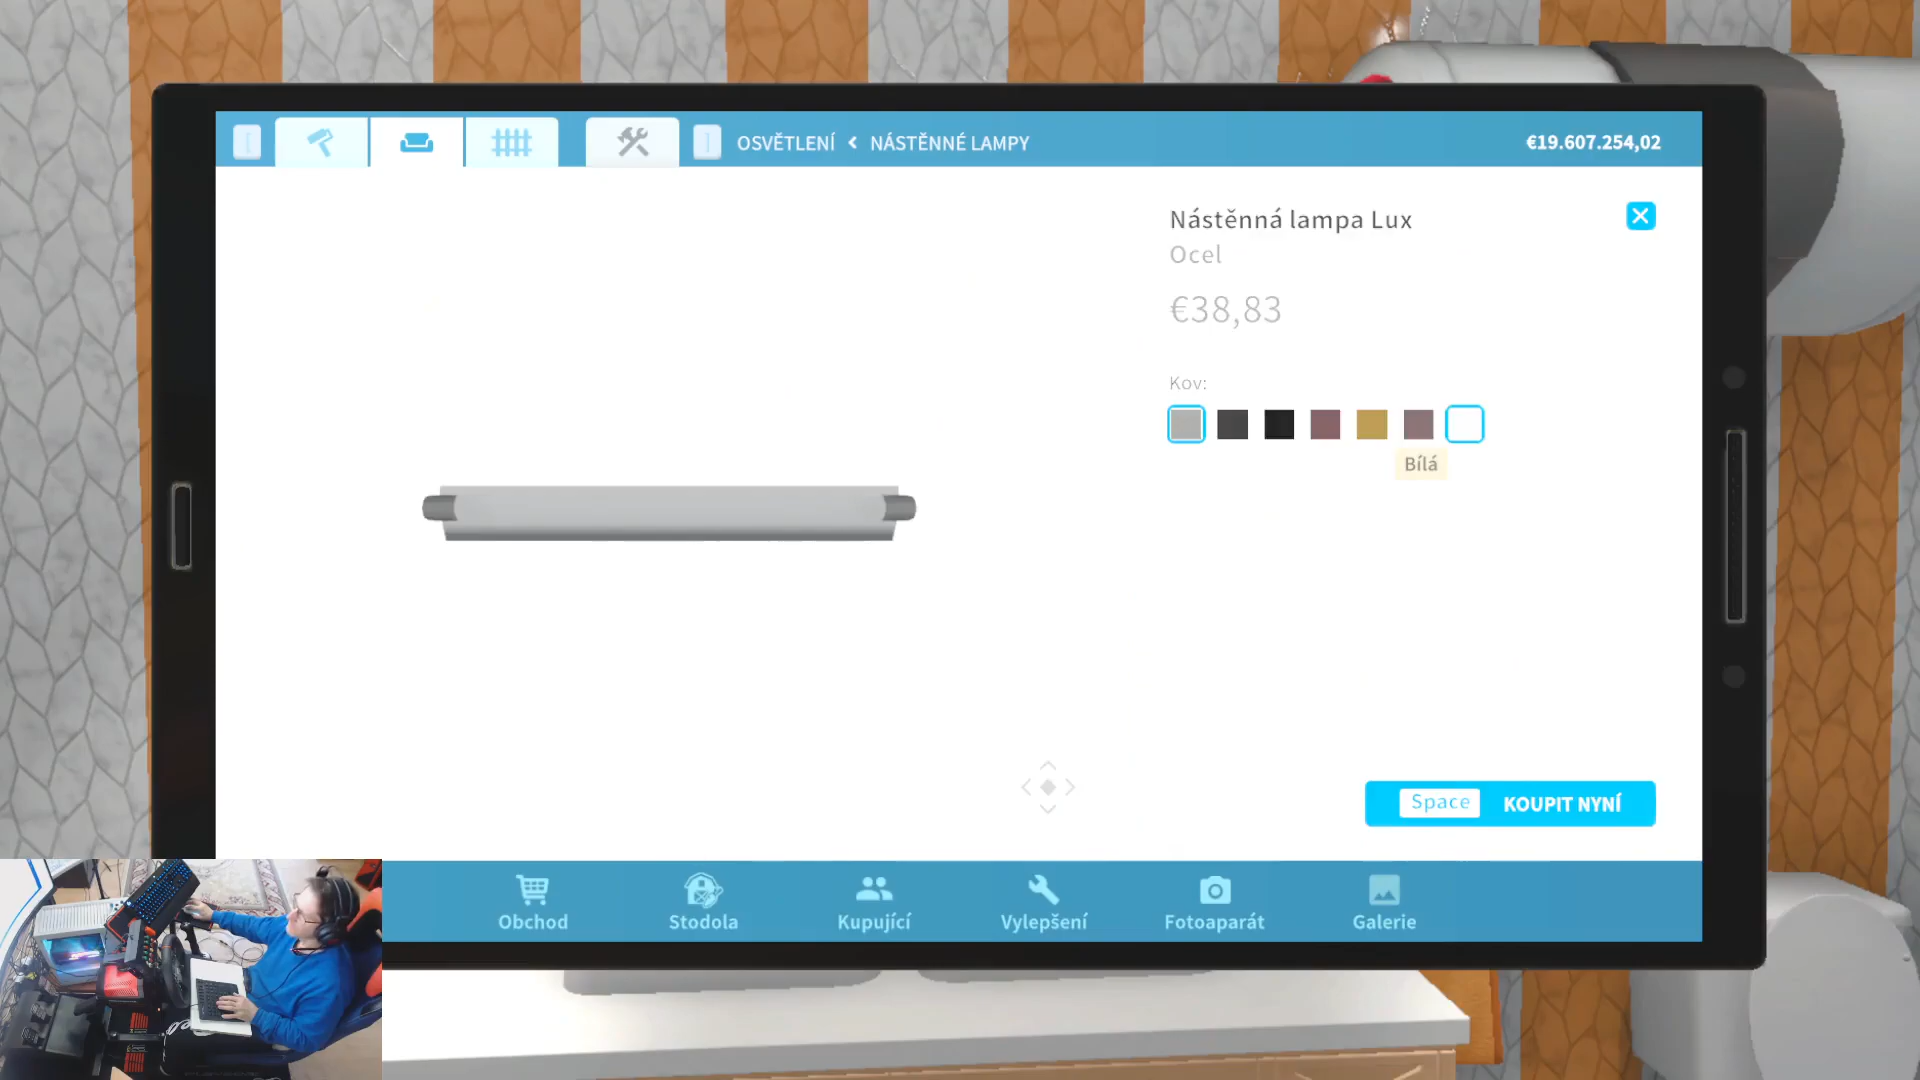 OSVĚTLENÍ < NÁSTĚNNÉ LAMPY
€19.607.254,02
Nástěnná lampa Lux
Ocel
€38,83
Kov:
Bílá
Space KOUPIT NYNÍ
Obchod
Stodola
Kupující
Vylepšení
Fotoaparát
Galerie